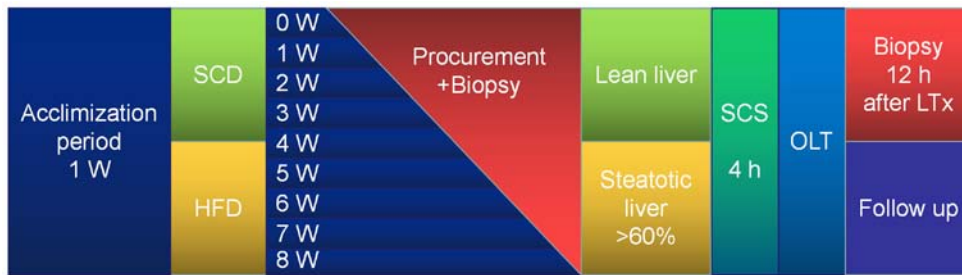 Acclimization
period
1 W
SCD
HFD
0 W
1 W
2 W
3 W
4 W
5 W
6 W
7 W
8 W
Procurement
+Biopsy
Lean liver
Steatotic
liver
>60%
SCS
4 h
OLT
Biopsy
12 h
after LTx
Follow up